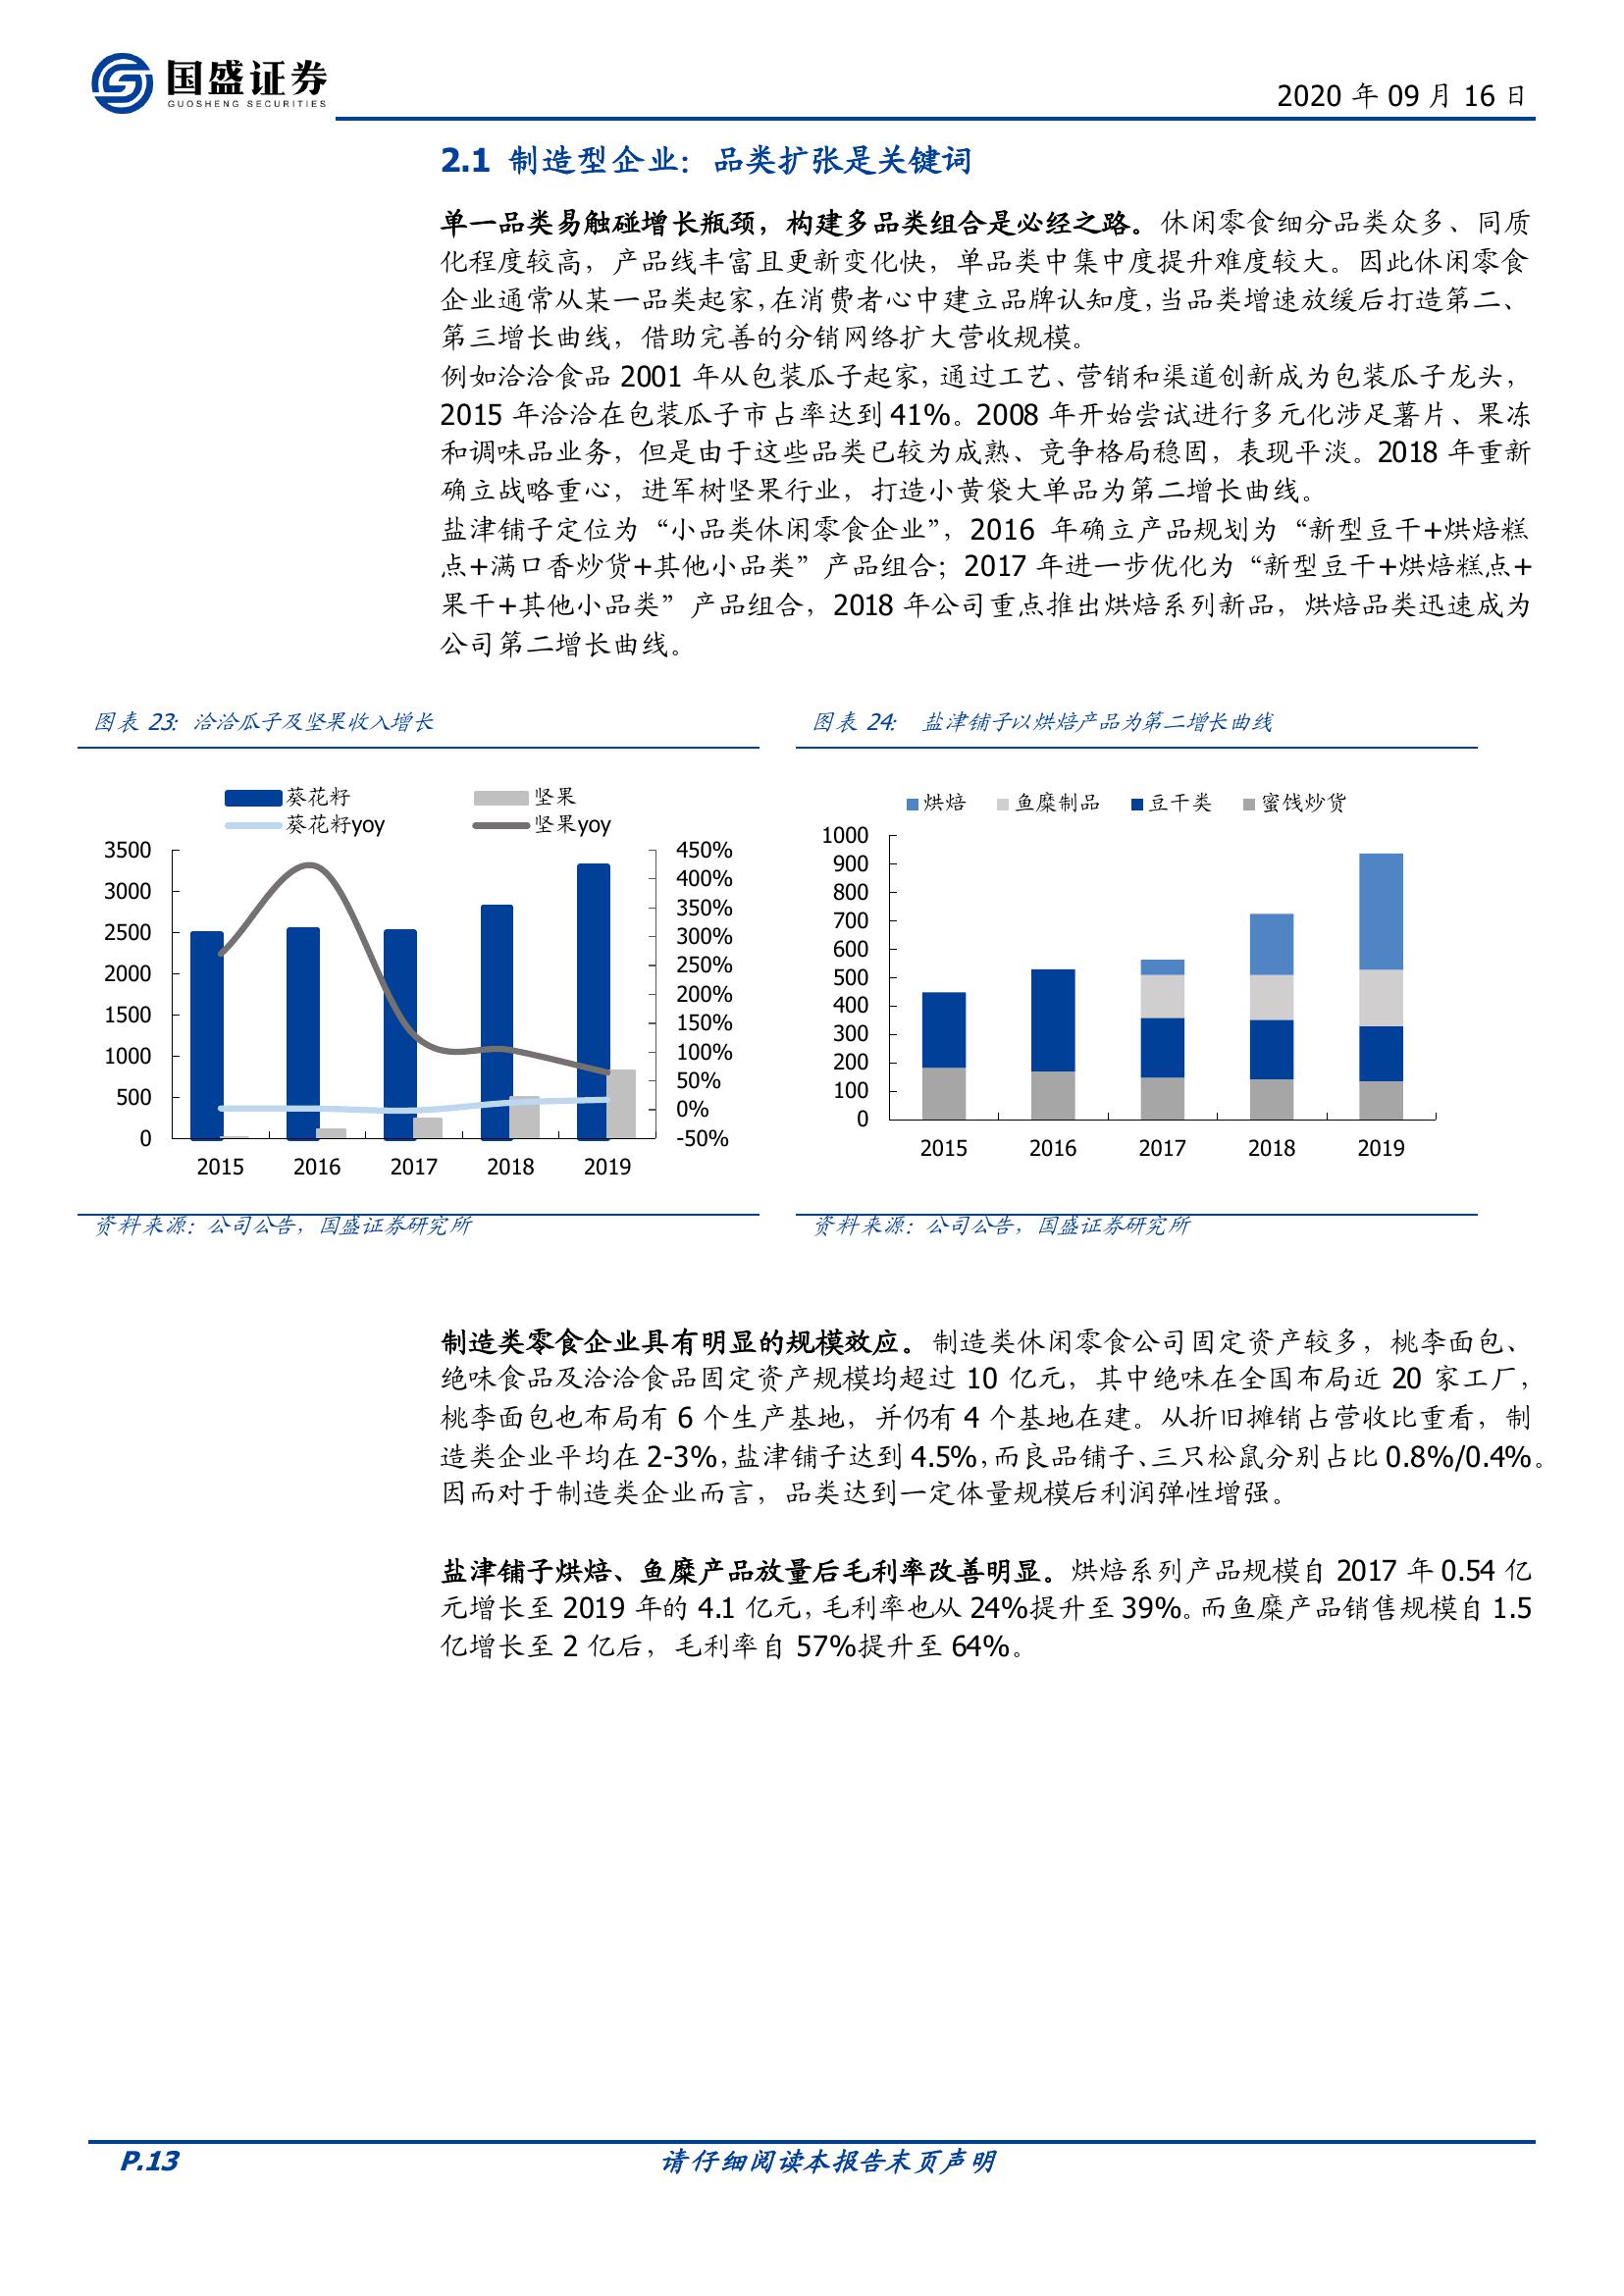 国盛证券
GUOSHENG SECURITIES
2020 年 09 月 16 日
2.1 制造型企业：品类扩张是关键词
单一品类易触碰增长瓶颈，构建多品类组合是必经之路。休闲零食细分品类众多、同质
化程度较高，产品线丰富且更新变化快，单品类中集中度提升难度较大。因此休闲零食
企业通常从某一品类起家，在消费者心中建立品牌认知度，当品类增速放缓后打造第二、
第三增长曲线，借助完善的分销网络扩大营收规模。
例如洽洽食品 2001 年从包装瓜子起家，通过工艺、营销和渠道创新成为包装瓜子龙头，
2015 年洽洽在包装瓜子市占率达到 41%。2008 年开始尝试进行多元化涉足薯片、果冻
和调味品业务，但是由于这些品类已较为成熟、竞争格局稳固，表现平淡。2018 年重新
确立战略重心，进军树坚果行业，打造小黄袋大单品为第二增长曲线。
盐津铺子定位为“小品类休闲零食企业”，2016 年确立产品规划为“新型豆干+烘焙糕
点+满口香炒货+其他小品类”产品组合；2017 年进一步优化为“新型豆干+烘焙糕点+
果干+其他小品类”产品组合，2018 年公司重点推出烘焙系列新品，烘焙品类迅速成为
公司第二增长曲线。
图表 23：洽洽瓜子及坚果收入增长
葵花籽 坚果
葵花籽yoy 坚果yoy
3500 450%
3000 400%
350%
2500 300%
2000 250%
200%
1500 150%
1000 100%
500 50%
0%
0 -50%
2015 2016 2017 2018 2019
资料来源：公司公告，国盛证券研究所
图表 24： 盐津铺子以烘焙产品为第二增长曲线
烘焙 鱼糜制品 豆干类 蜜饯炒货
1000
900
800
700
600
500
400
300
200
100
0
2015 2016 2017 2018 2019
资料来源：公司公告，国盛证券研究所
制造类零食企业具有明显的规模效应。制造类休闲零食公司固定资产较多，桃李面包、
绝味食品及洽洽食品固定资产规模均超过 10 亿元，其中绝味在全国布局近 20 家工厂，
桃李面包也布局有 6 个生产基地，并仍有 4 个基地在建。从折旧摊销占营收比重看，制
造类企业平均在 2-3%，盐津铺子达到 4.5%，而良品铺子、三只松鼠分别占比 0.8%/0.4%。
因而对于制造类企业而言，品类达到一定体量规模后利润弹性增强。
盐津铺子烘焙、鱼糜产品放量后毛利率改善明显。烘焙系列产品规模自 2017 年 0.54 亿
元增长至 2019 年的 4.1 亿元，毛利率也从 24%提升至 39%。而鱼糜产品销售规模自 1.5
亿增长至 2 亿后，毛利率自 57%提升至 64%。
P.13 请仔细阅读本报告末页声明